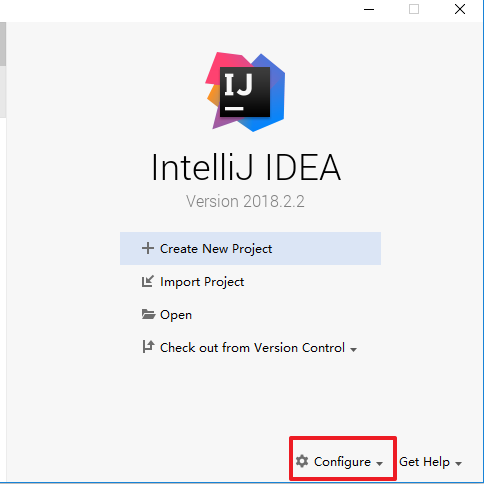 IJ
IntelliJ IDEA
Version 2018.2.2
Create New Project
Import Project
Open
Check out from Version Control
Configure Get Help